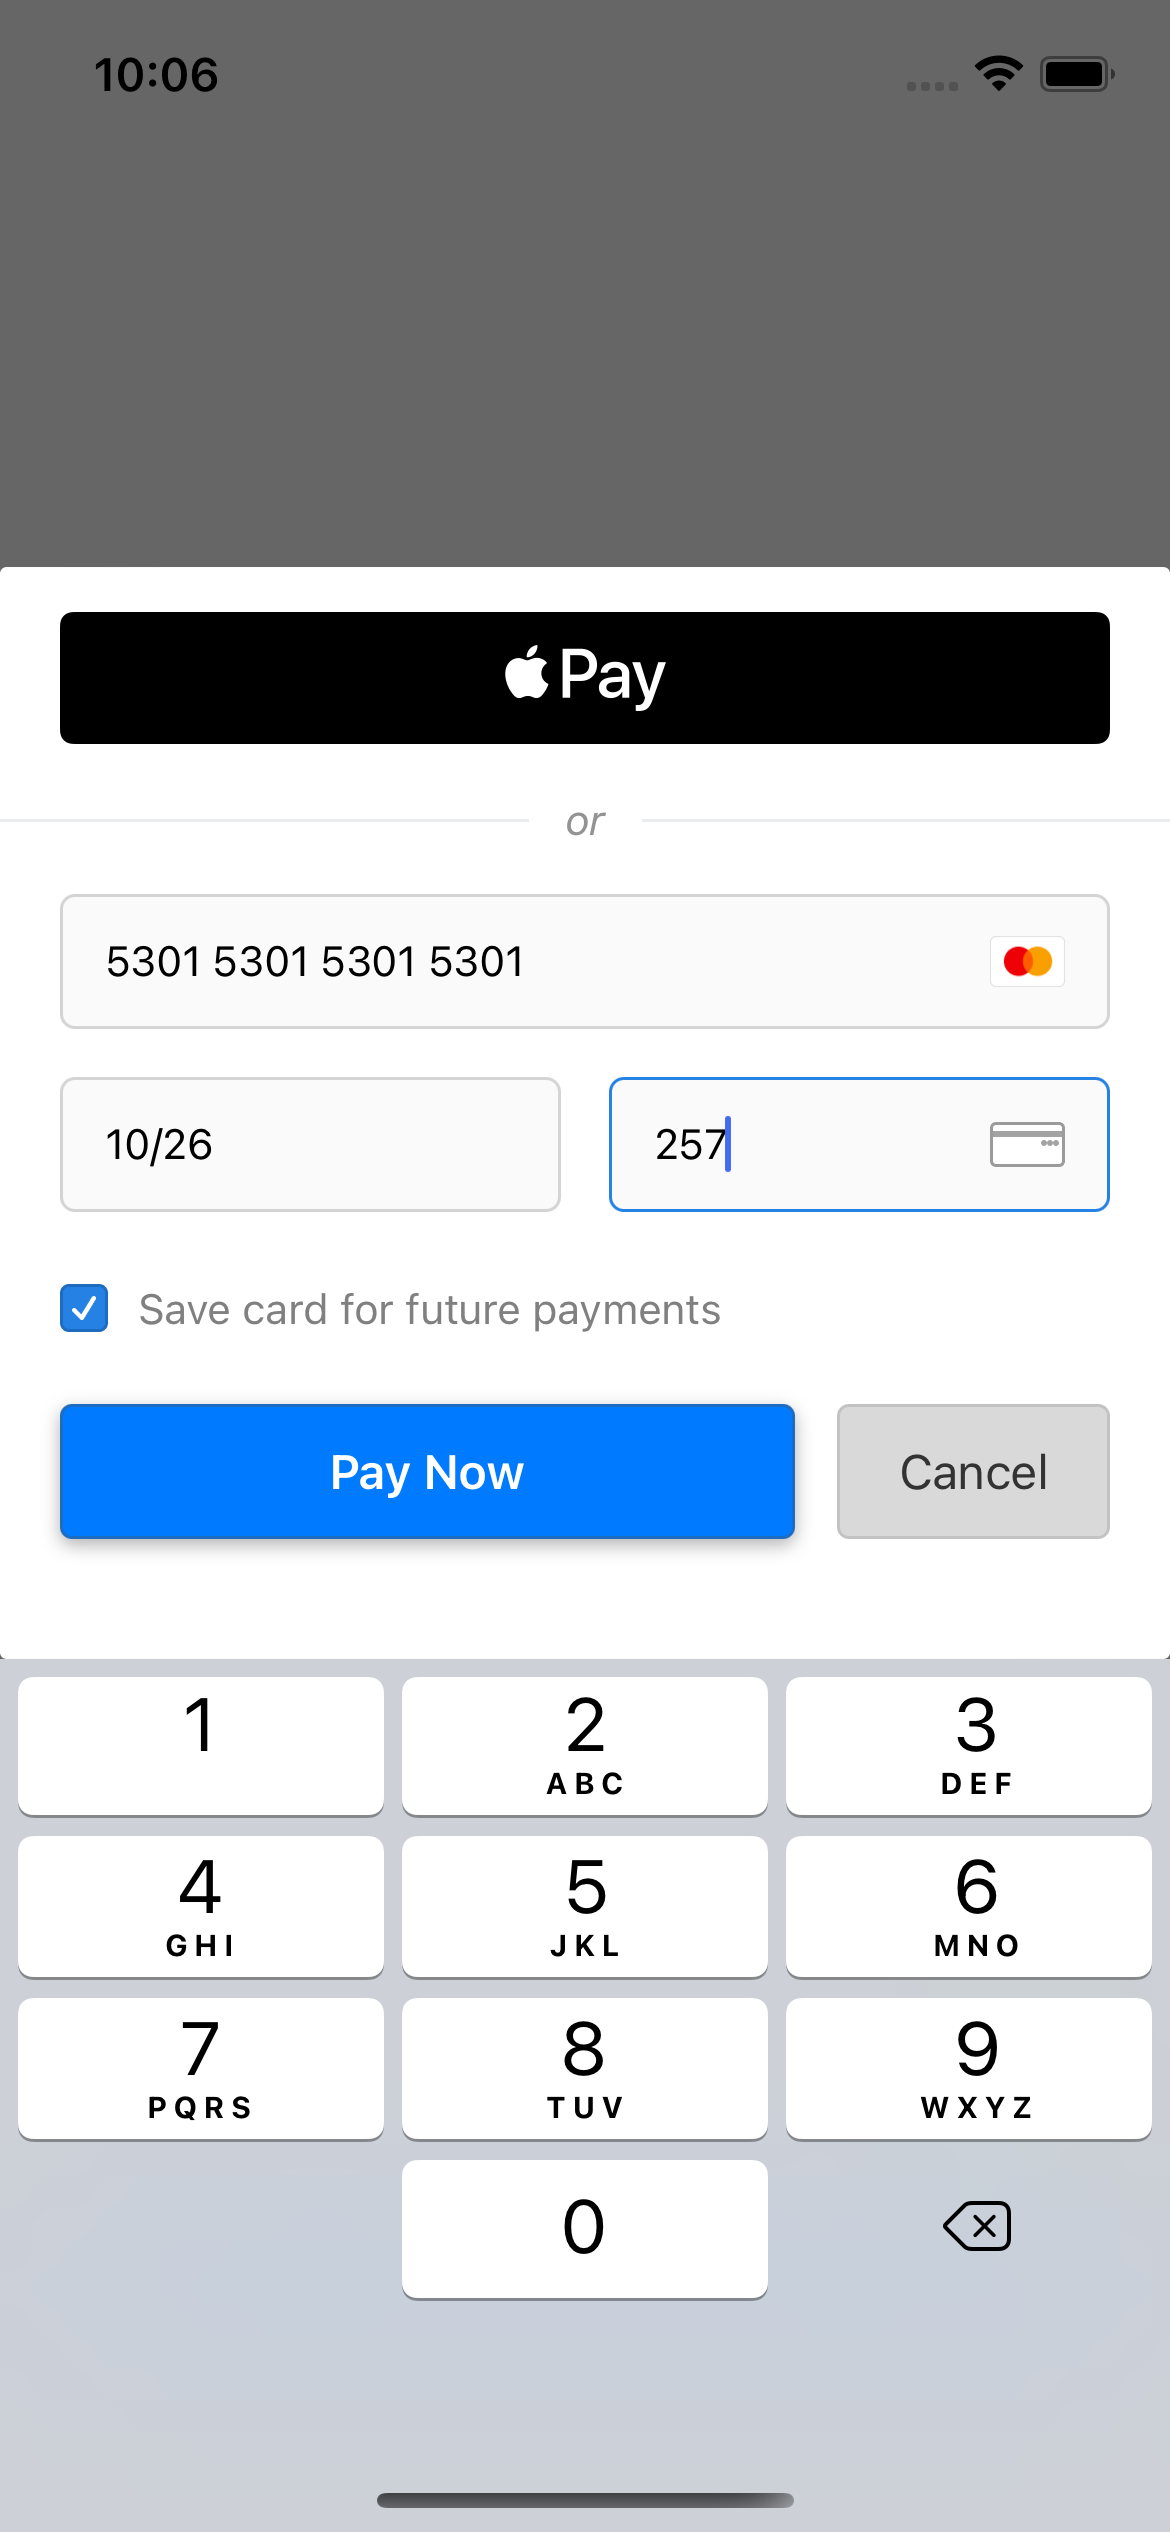 10:06
Pay
or
5301 5301 5301 5301
10/26 257
Save card for future payments
Pay Now Cancel
1 2 3
ABC DEF
4 5 6
GHI JKL MNO
7 8 9
PQRS TUV WXYZ
0